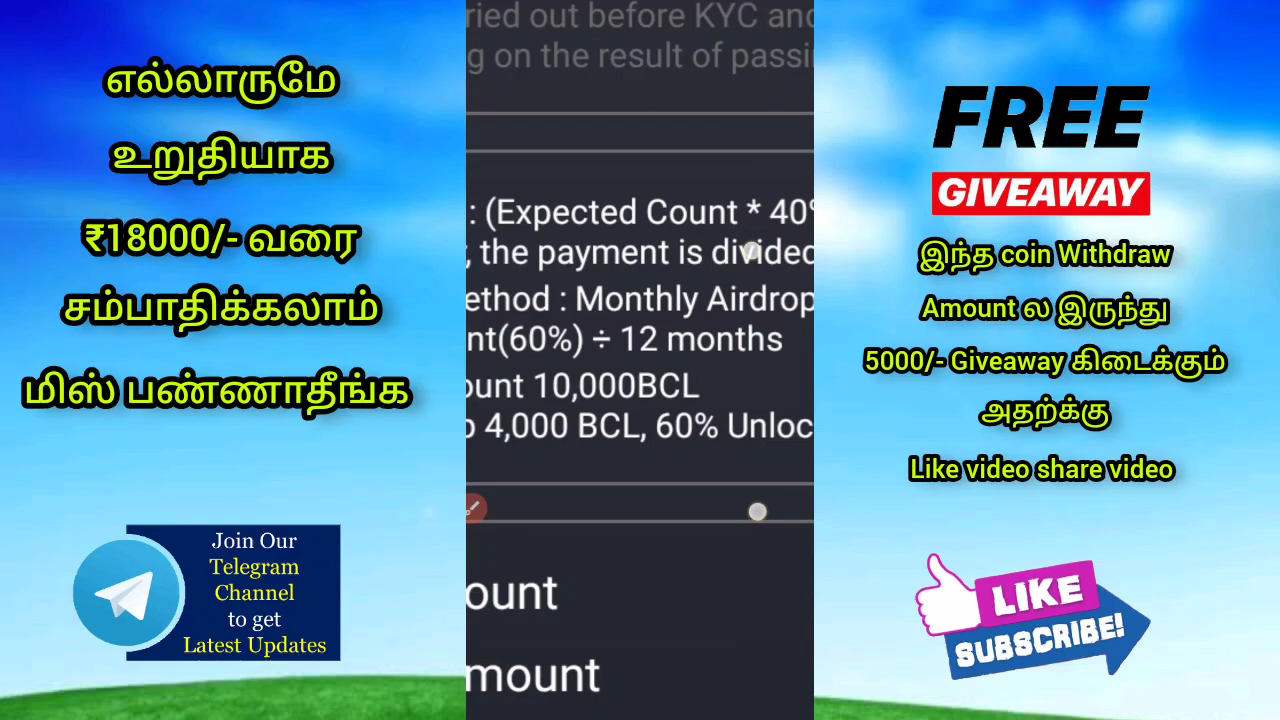 எல்லாருமே
உறுதியாக
₹18000/- வரை
சம்பாதிக்கலாம்
மிஸ் பண்ணாதீங்க
Join Our
Telegram
Channel
to get
Latest Updates
ried out before KYC and
g on the result of passi
: (Expected Count * 40%
, the payment is divided
ethod : Monthly Airdrop
nt(60%) ÷ 12 months
ount 10,000BCL
4,000 BCL, 60% Unloc
ount
mount
FREE
GIVEAWAY
இந்த coin Withdraw
Amount ல இருந்து
5000/- Giveaway கிடைக்கும்
அதற்க்கு
Like video share video
LIKE
SUBSCRIBE!